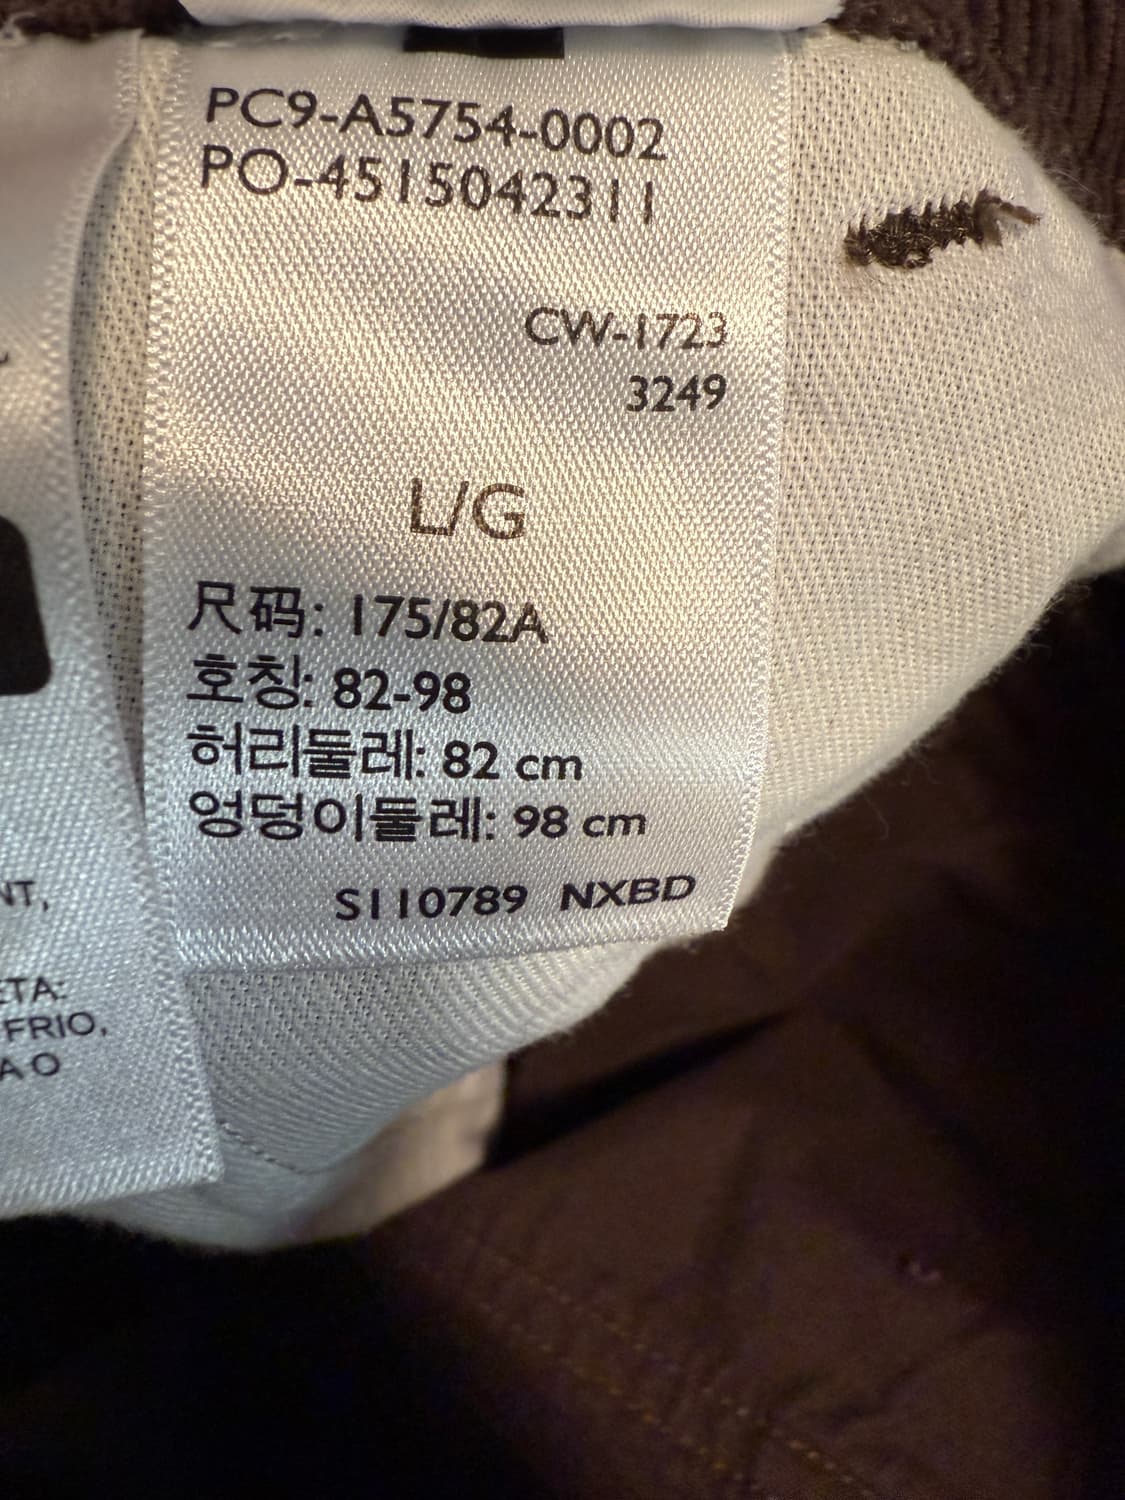 PC9-A5754-0002
PO-4515042311
CW-1723
3249
L/G
尺码: 175/82A
호칭: 82-98
허리둘레: 82 cm
엉덩이둘레: 98 cm
S110789 NXBD
NT,
ETA:
FRIO,
A O